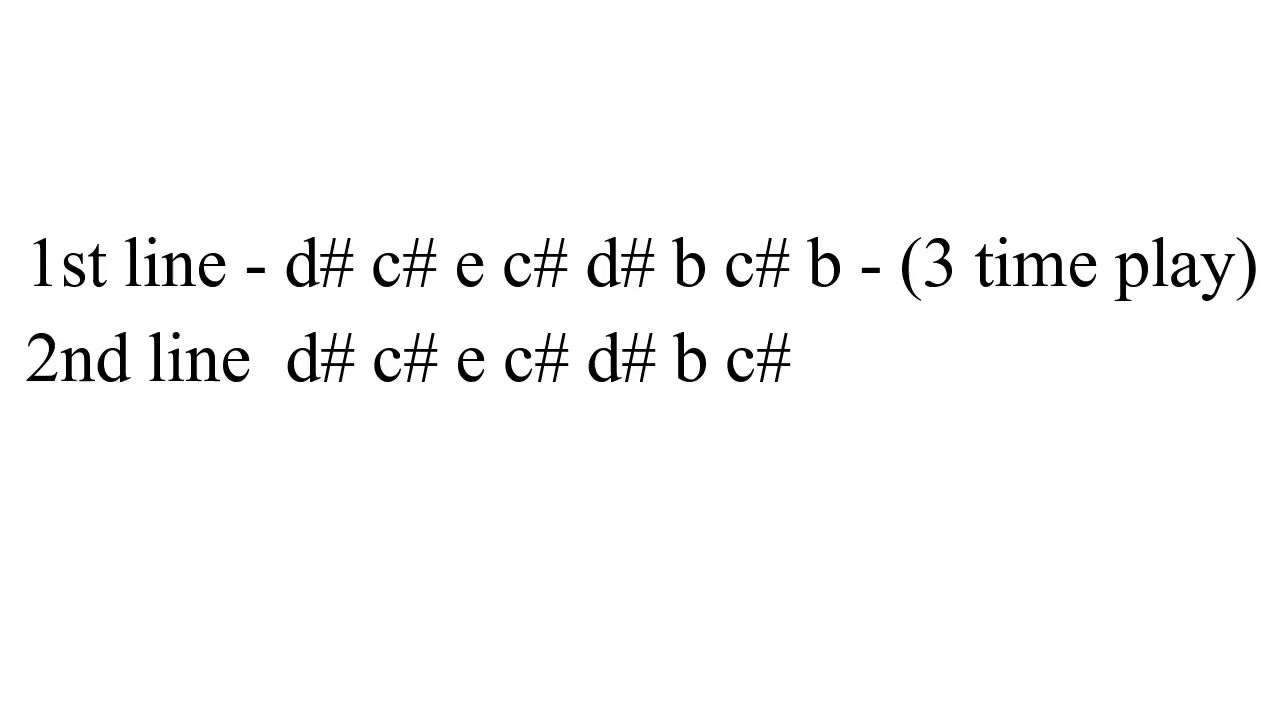 1st line - d# c# e c# d# b c# b - (3 time play)
2nd line d# c# e c# d# b c#